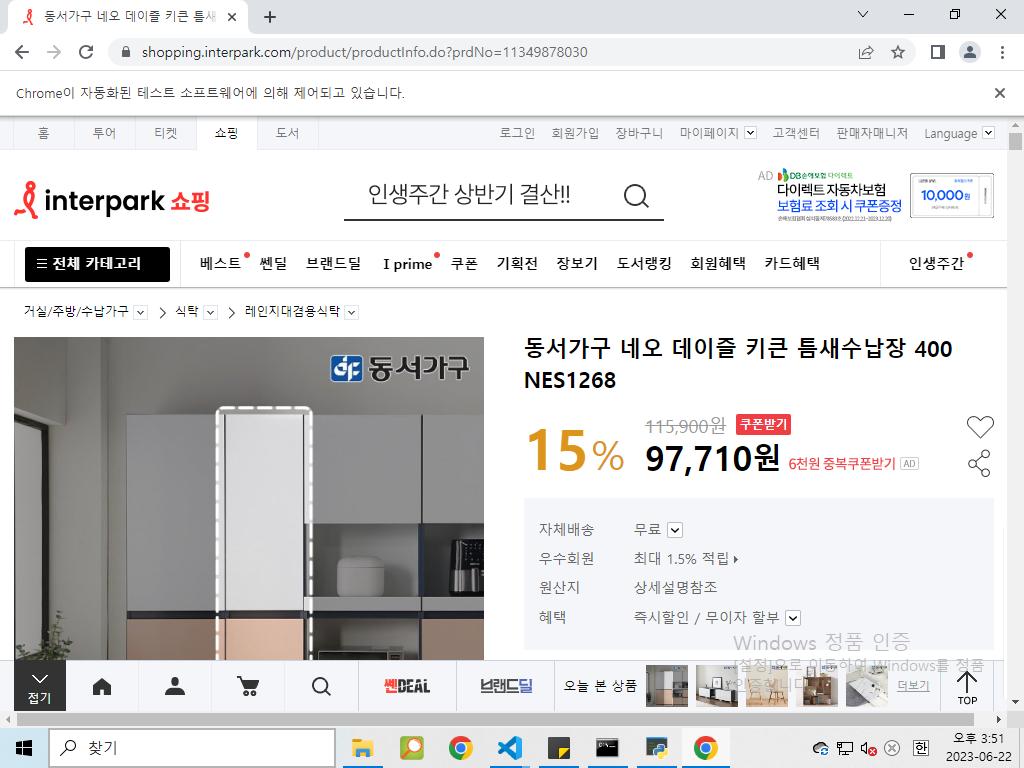 동서가구 네오 데이즐 키큰 틈새
shopping.interpark.com/product/productInfo.do?prdNo=11349878030
Chrome이 자동화된 테스트 소프트웨어에 의해 제어되고 있습니다.
홈 투어 티켓 쇼핑 도서 로그인 회원가입 장바구니 마이페이지 고객센터 판매자매니저 Language
interpark 쇼핑
인생주간 상반기 결산!!
AD DB손해보험 다이렉트
다이렉트 자동차보험
보험료 조회 시 쿠폰증정
10,000원
전체 카테고리 베스트 쎈딜 브랜드딜 I prime 쿠폰 기획전 장보기 도서랭킹 회원혜택 카드혜택 인생주간
거실/주방/수납가구 > 식탁 > 레인지대겸용식탁
동서가구
동서가구 네오 데이즐 키큰 틈새수납장 400
NES1268
15%
115,900원 쿠폰받기
97,710원 6천원 중복쿠폰받기 AD
자체배송 무료
우수회원 최대 1.5% 적립
원산지 상세설명참조
혜택 즉시할인 / 무이자 할부
Windows 정품 인증
[설정]으로 이동하여 Windows를 정품
인증합니다.
접기
쎈DEAL
브랜드딜
오늘 본 상품
더보기
TOP
찾기
한
오후 3:51
2023-06-22